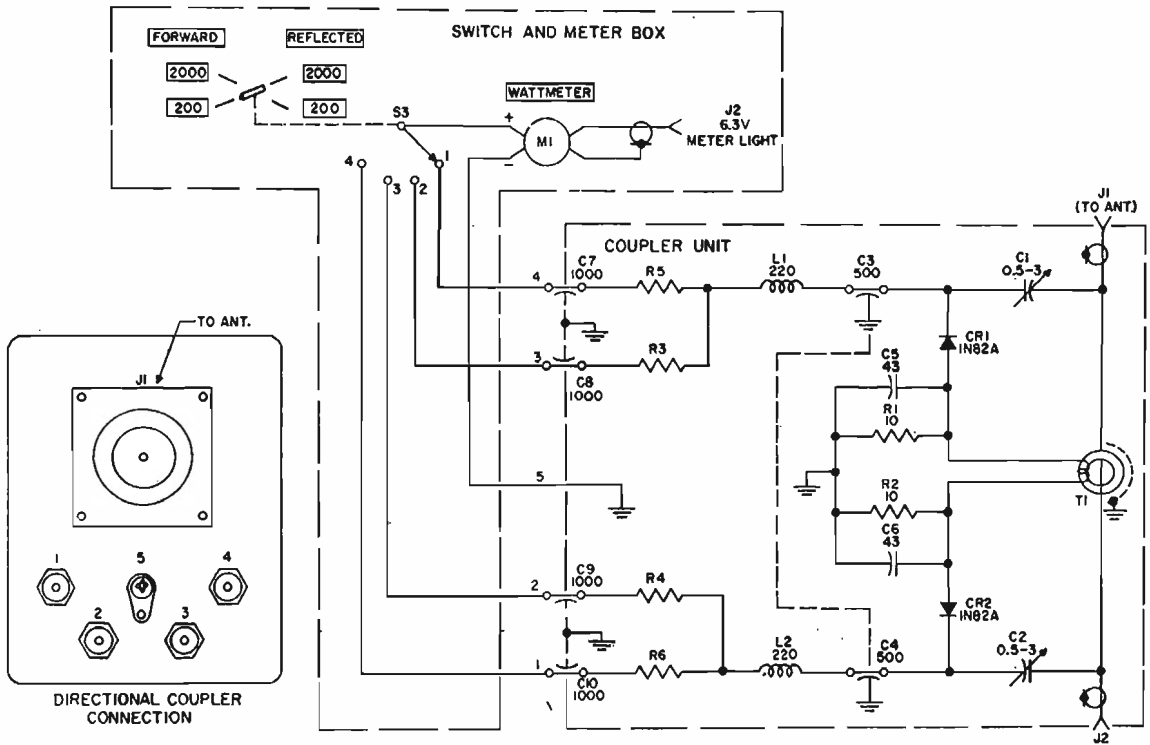 SWITCH AND METER BOX
FORWARD
REFLECTED
2000
2000
200
200
WATTMETER
S3
+
M1
-
J2
6.3V
METER LIGHT
4
3
2
1
J1
(TO ANT.)
COUPLER UNIT
4
C7
1000
R5
L1
220
C3
500
C1
0.5-3
3
C8
1000
R3
CR1
1N82A
C5
43
R1
10
5
R2
10
C6
43
T1
2
C9
1000
R4
CR2
1N82A
1
C10
1000
R6
L2
220
C4
500
C2
0.5-3
J2
TO ANT.
J1
1
5
4
2
3
DIRECTIONAL COUPLER
CONNECTION